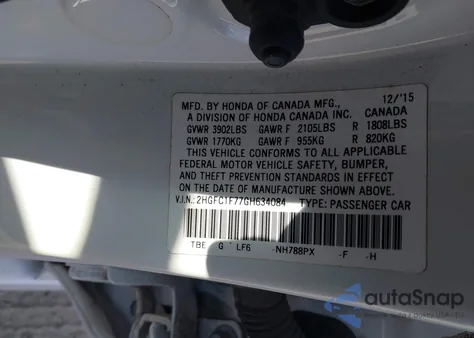 MFD. BY HONDA OF CANADA MFG., 12/'15
A DIVISION OF HONDA CANADA INC. CANADA
GVWR 3902LBS GAWR F 2105LBS R 1808LBS
GVWR 1770KG GAWR F 955KG R 820KG
THIS VEHICLE CONFORMS TO ALL APPLICABLE
FEDERAL MOTOR VEHICLE SAFETY, BUMPER,
AND THEFT PREVENTION STANDARDS IN EFFECT
ON THE DATE OF MANUFACTURE SHOWN ABOVE.
V.I.N.: 2HGFC1F77GH634084 TYPE: PASSENGER CAR
TBE G LF6 -NH788PX -F -H
autoSnap